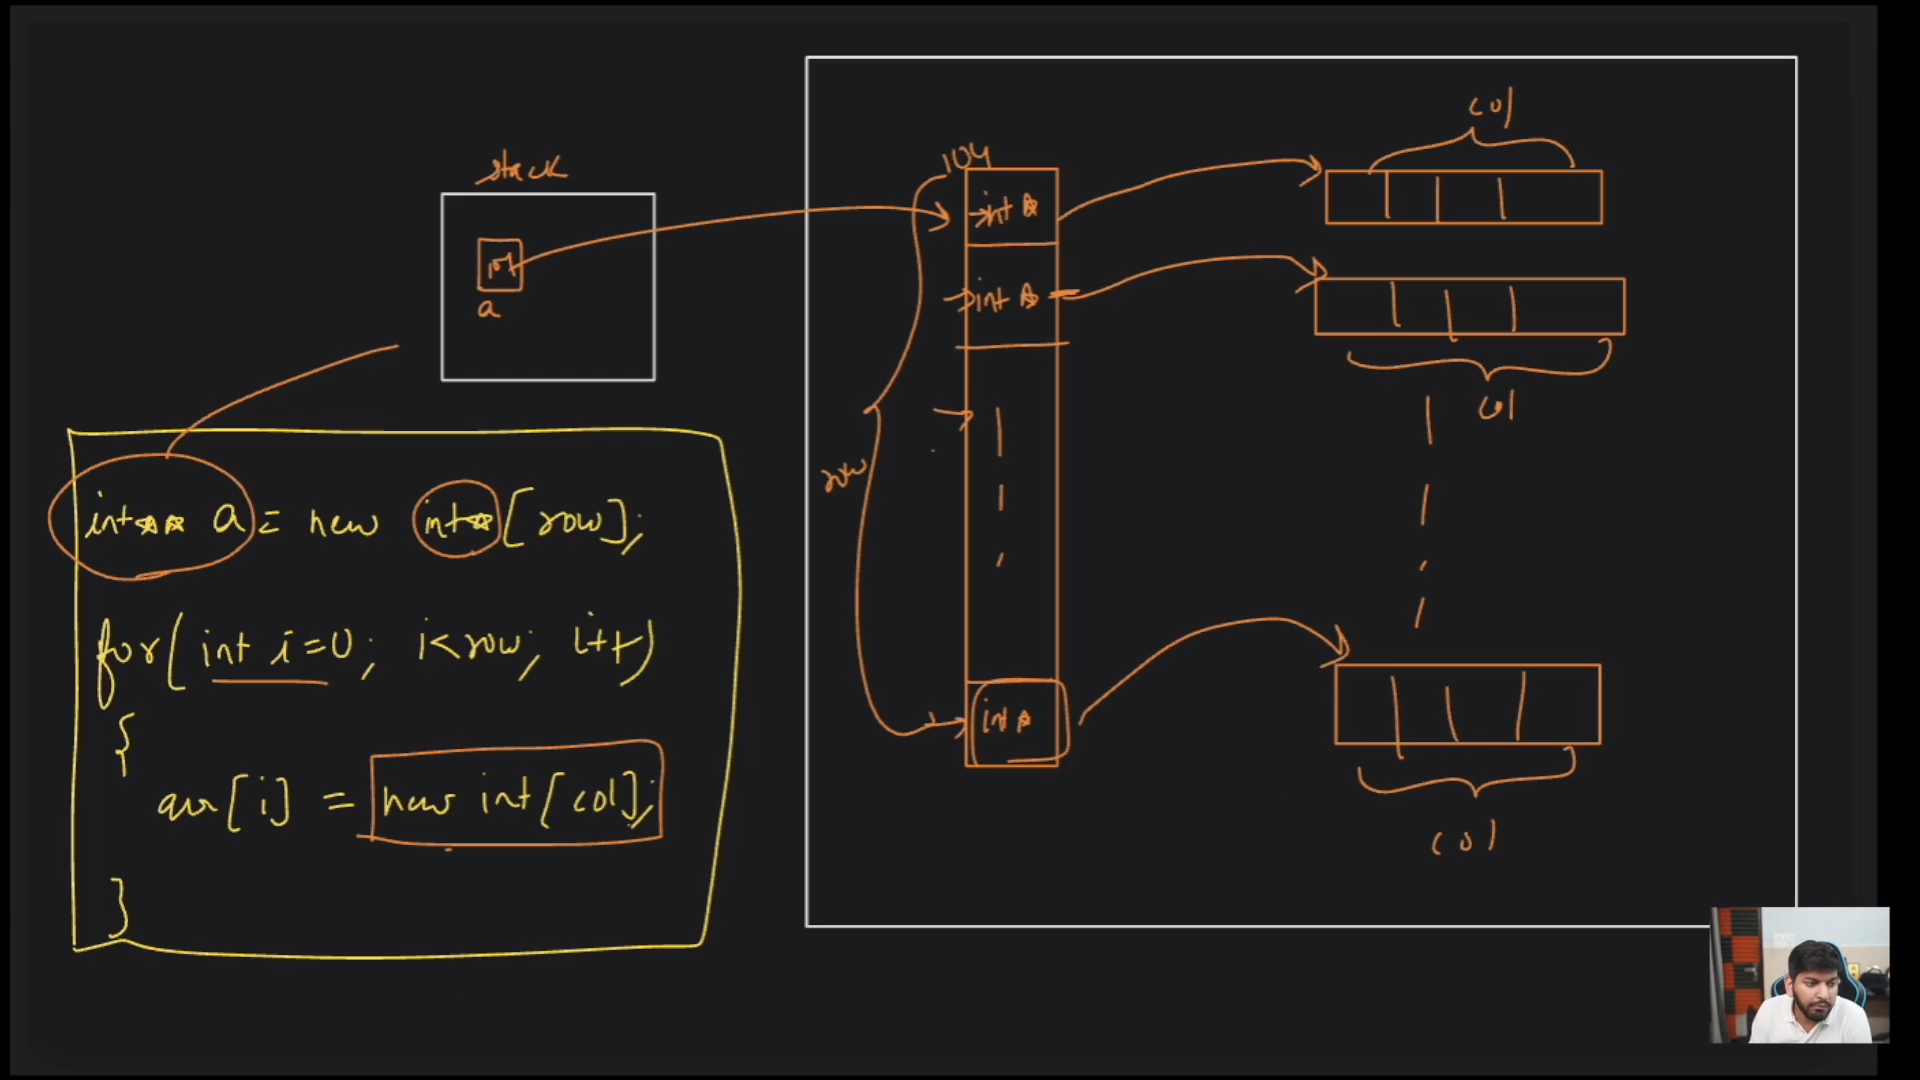 col
104
stack
int*
104
int*
a
col
row
int** a = new int*[row];
for(int i=0; i<row; i++)
int*
{
arr[i] = new int[col];
col
}